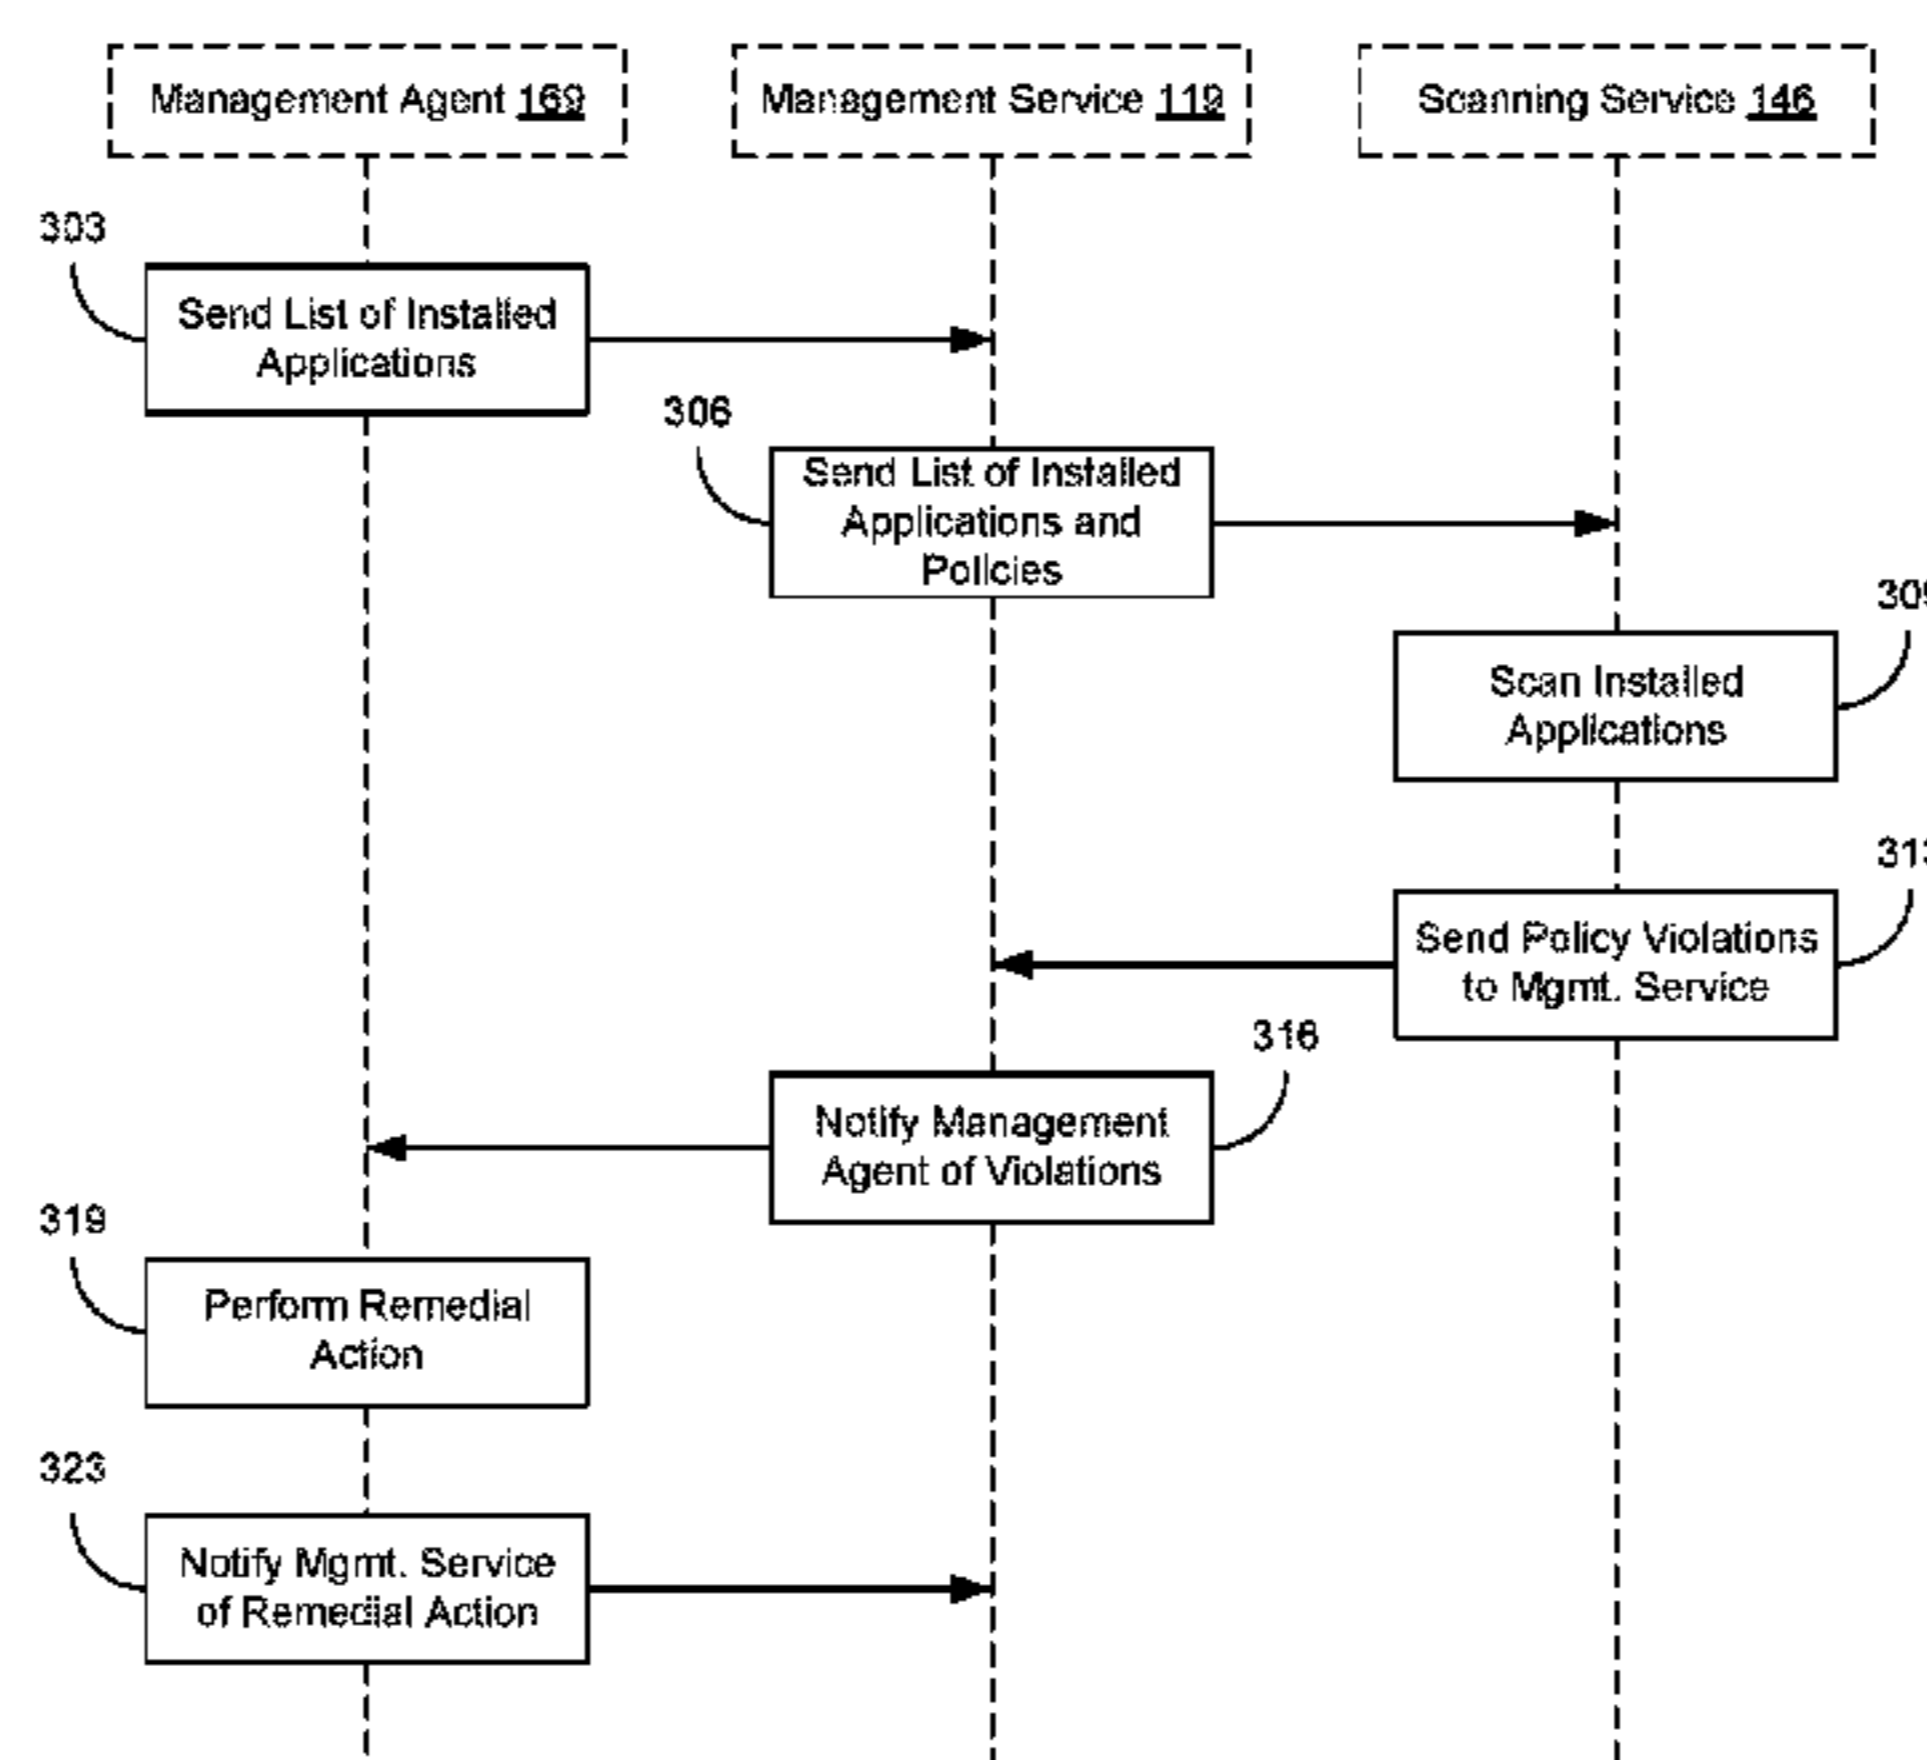 Management Agent 169
Management Service 119
Scanning Service 146
303
Send List of Installed
Applications
306
Send List of Installed
Applications and
Policies
309
Scan Installed
Applications
313
Send Policy Violations
to Mgmt. Service
316
Notify Management
Agent of Violations
319
Perform Remedial
Action
323
Notify Mgmt. Service
of Remedial Action